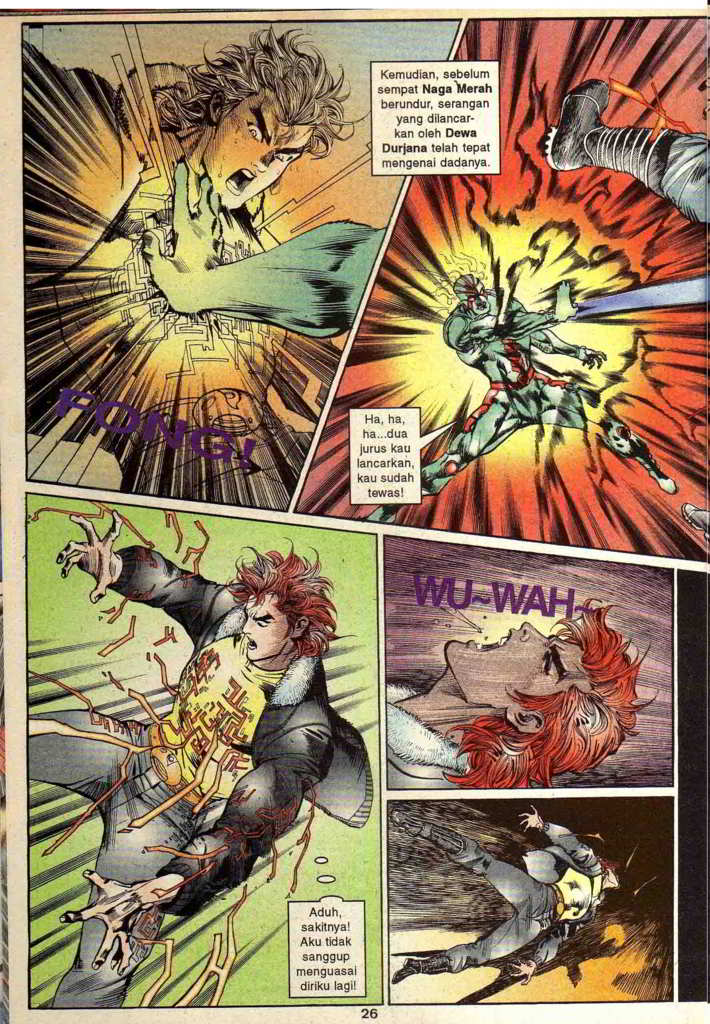 Kemudian, sebelum
sempat Naga Merah
berundur, serangan
yang dilancar-
kan oleh Dewa
Durjana telah tepat
mengenai dadanya.
FONG!
Ha, ha,
ha...dua
jurus kau
lancarkan,
kau sudah
tewas!
WU~WAH~
Aduh,
sakitnya!
Aku tidak
sanggup
menguasai
diriku lagi!
26